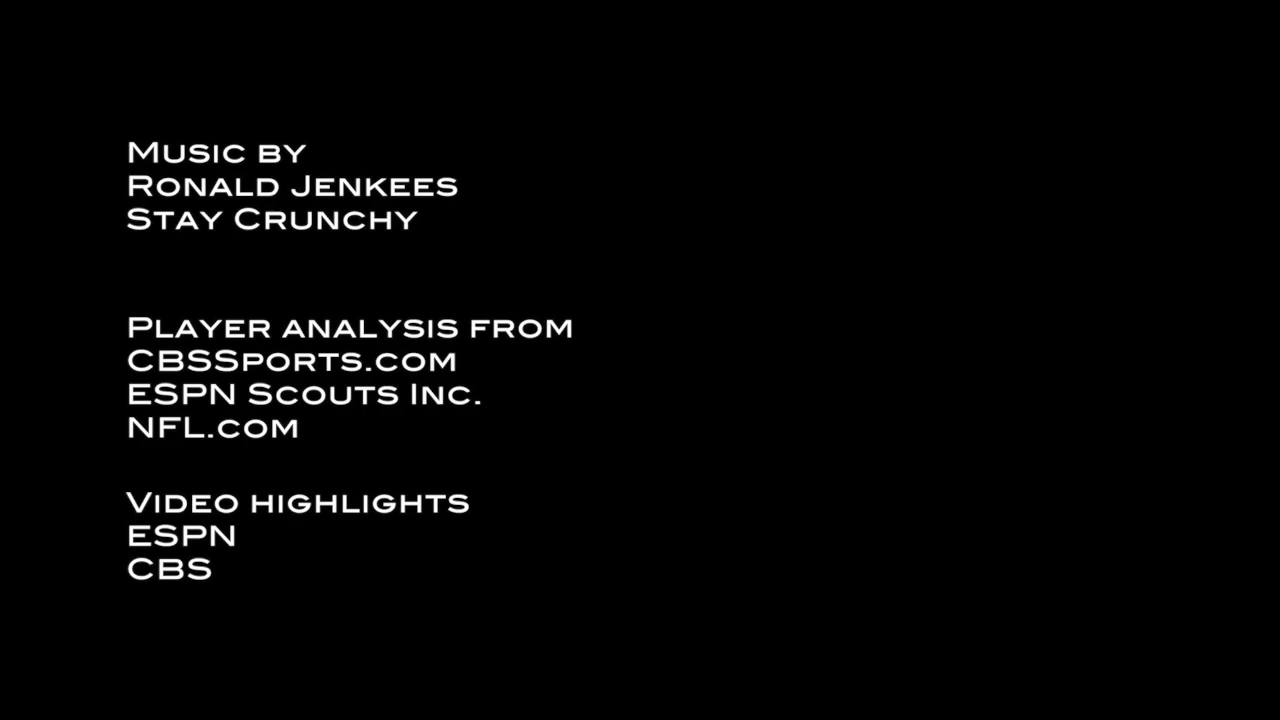 Music by
Ronald Jenkees
Stay Crunchy
Player analysis from
CBSSports.com
ESPN Scouts Inc.
NFL.com
Video highlights
ESPN
CBS